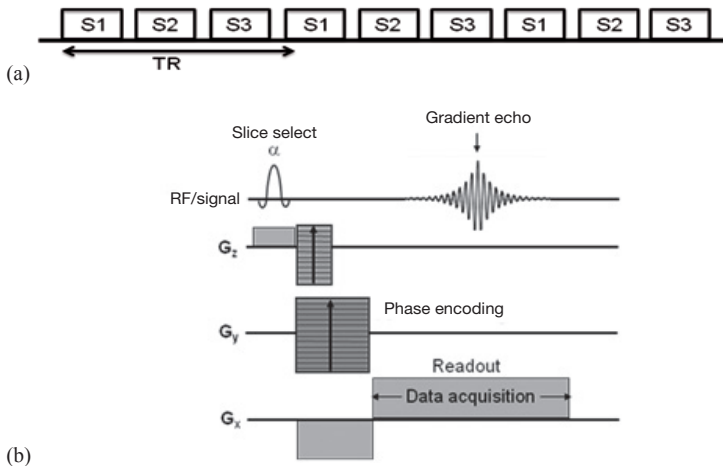 S1 S2 S3 S1 S2 S3 S1 S2 S3
TR
(a)
Gradient echo
Slice select
α
RF/signal
Gz
Phase encoding
Gy
Readout
Data acquisition
Gx
(b)